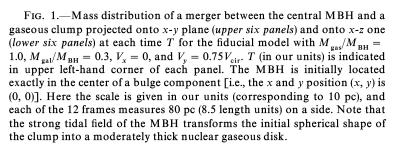 FIG. 1.—Mass distribution of a merger between the central MBH and a
gaseous clump projected onto x-y plane (upper six panels) and onto x-z one
(lower six panels) at each time T for the fiducial model with M_gas/M_BH =
1.0, M_gal/M_BH = 0.3, V_x = 0, and V_y = 0.75V_cir. T (in our units) is indicated
in upper left-hand corner of each panel. The MBH is initially located
exactly in the center of a bulge component [i.e., the x and y position (x, y) is
(0, 0)]. Here the scale is given in our units (corresponding to 10 pc), and
each of the 12 frames measures 80 pc (8.5 length units) on a side. Note that
the strong tidal field of the MBH transforms the initial spherical shape of
the clump into a moderately thick nuclear gaseous disk.